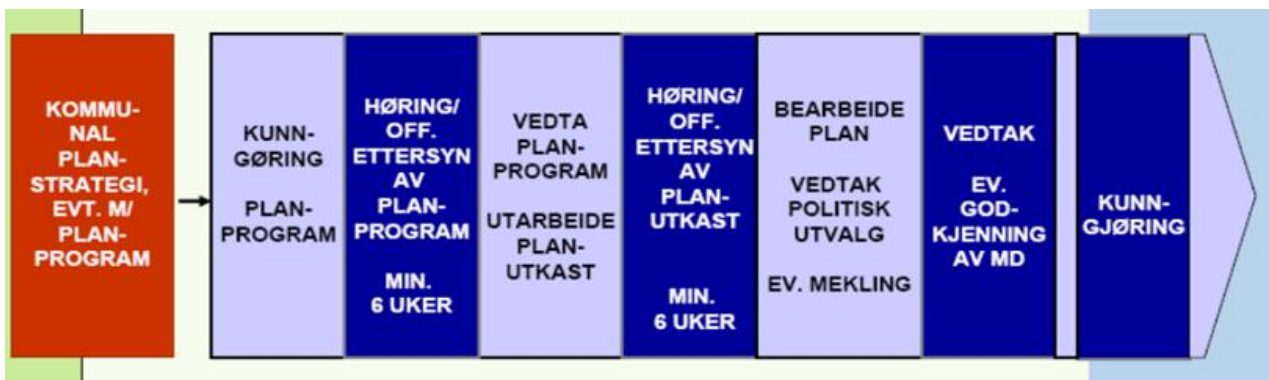 KOMMU-
NAL
PLAN-
STRATEGI,
EVT. M/
PLAN-
PROGRAM
KUNN-
GØRING
PLAN-
PROGRAM
HØRING/
OFF.
ETTERSYN
AV
PLAN-
PROGRAM
MIN.
6 UKER
VEDTA
PLAN-
PROGRAM
UTARBEIDE
PLAN-
UTKAST
HØRING/
OFF.
ETTERSYN
AV
PLAN-
UTKAST
MIN.
6 UKER
BEARBEIDE
PLAN
VEDTAK
POLITISK
UTVALG
EV. MEKLING
VEDTAK
EV.
GOD-
KJENNING
AV MD
KUNN-
GJØRING